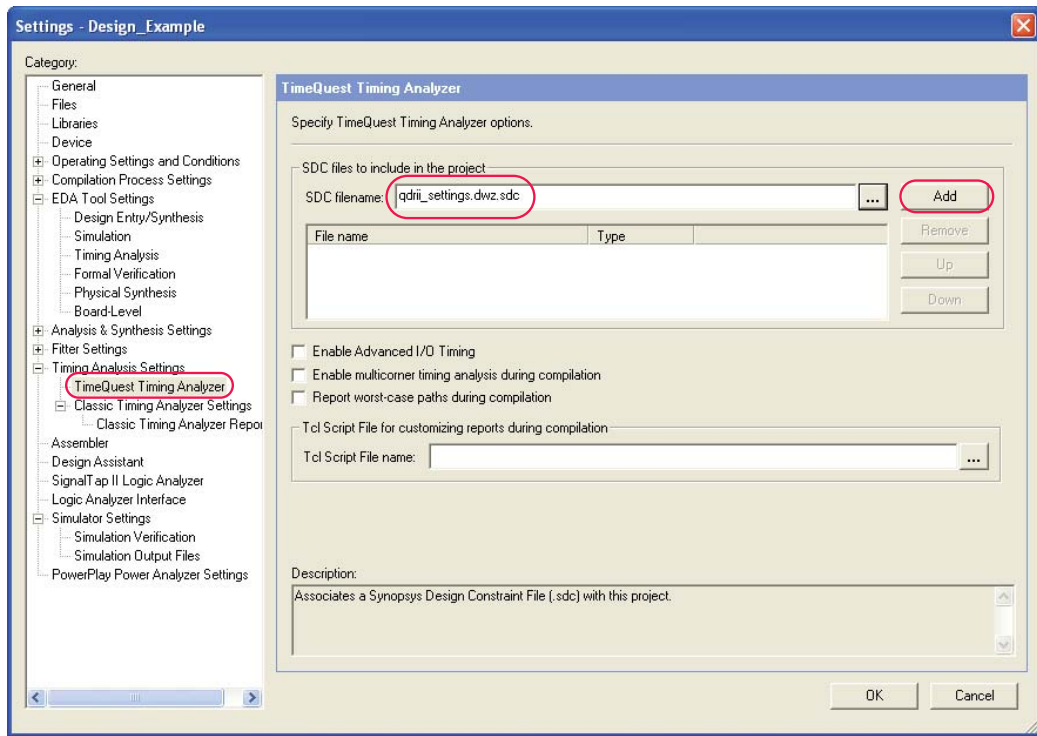 Settings - Design_Example
Category:
General
Files
Libraries
Device
Operating Settings and Conditions
Compilation Process Settings
EDA Tool Settings
Design Entry/Synthesis
Simulation
Timing Analysis
Formal Verification
Physical Synthesis
Board-Level
Analysis & Synthesis Settings
Fitter Settings
Timing Analysis Settings
TimeQuest Timing Analyzer
Classic Timing Analyzer Settings
Classic Timing Analyzer Repor
Assembler
Design Assistant
SignalTap II Logic Analyzer
Logic Analyzer Interface
Simulator Settings
Simulation Verification
Simulation Output Files
PowerPlay Power Analyzer Settings
TimeQuest Timing Analyzer
Specify TimeQuest Timing Analyzer options.
SDC files to include in the project
SDC filename: qdrii_settings.dwz.sdc ... Add
File name Type
Remove
Up
Down
Enable Advanced I/O Timing
Enable multicorner timing analysis during compilation
Report worst-case paths during compilation
Tcl Script File for customizing reports during compilation
Tcl Script File name: ...
Description:
Associates a Synopsys Design Constraint File (.sdc) with this project.
OK Cancel